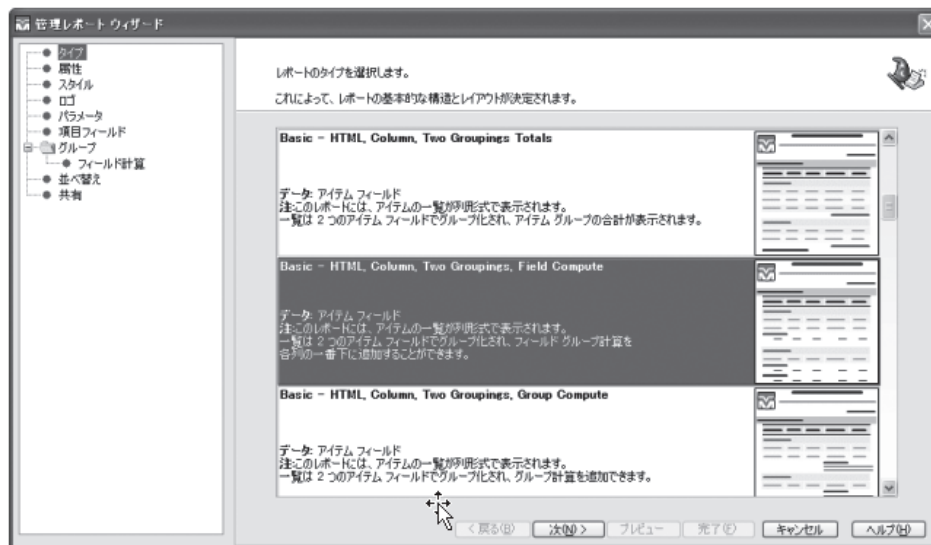 管理レポート ウィザード
タイプ
属性
スタイル
ロゴ
パラメータ
項目フィールド
グループ
フィールド計算
並べ替え
共有
レポートのタイプを選択します。
これによって、レポートの基本的な構造とレイアウトが決定されます。
Basic - HTML, Column, Two Groupings Totals
データ: アイテム フィールド
注:このレポートには、アイテムの一覧が列形式で表示されます。
一覧は 2 つのアイテム フィールドでグループ化され、アイテム グループの合計が表示されます。
Basic - HTML, Column, Two Groupings, Field Compute
データ: アイテム フィールド
注:このレポートには、アイテムの一覧が列形式で表示されます。
一覧は 2 つのアイテム フィールドでグループ化され、フィールド グループ計算を
各列の一番下に追加することができます。
Basic - HTML, Column, Two Groupings, Group Compute
データ: アイテム フィールド
注:このレポートには、アイテムの一覧が列形式で表示されます。
一覧は 2 つのアイテム フィールドでグループ化され、グループ計算を追加できます。
< 戻る(B) 次(N) > プレビュー 完了(F) キャンセル ヘルプ(H)